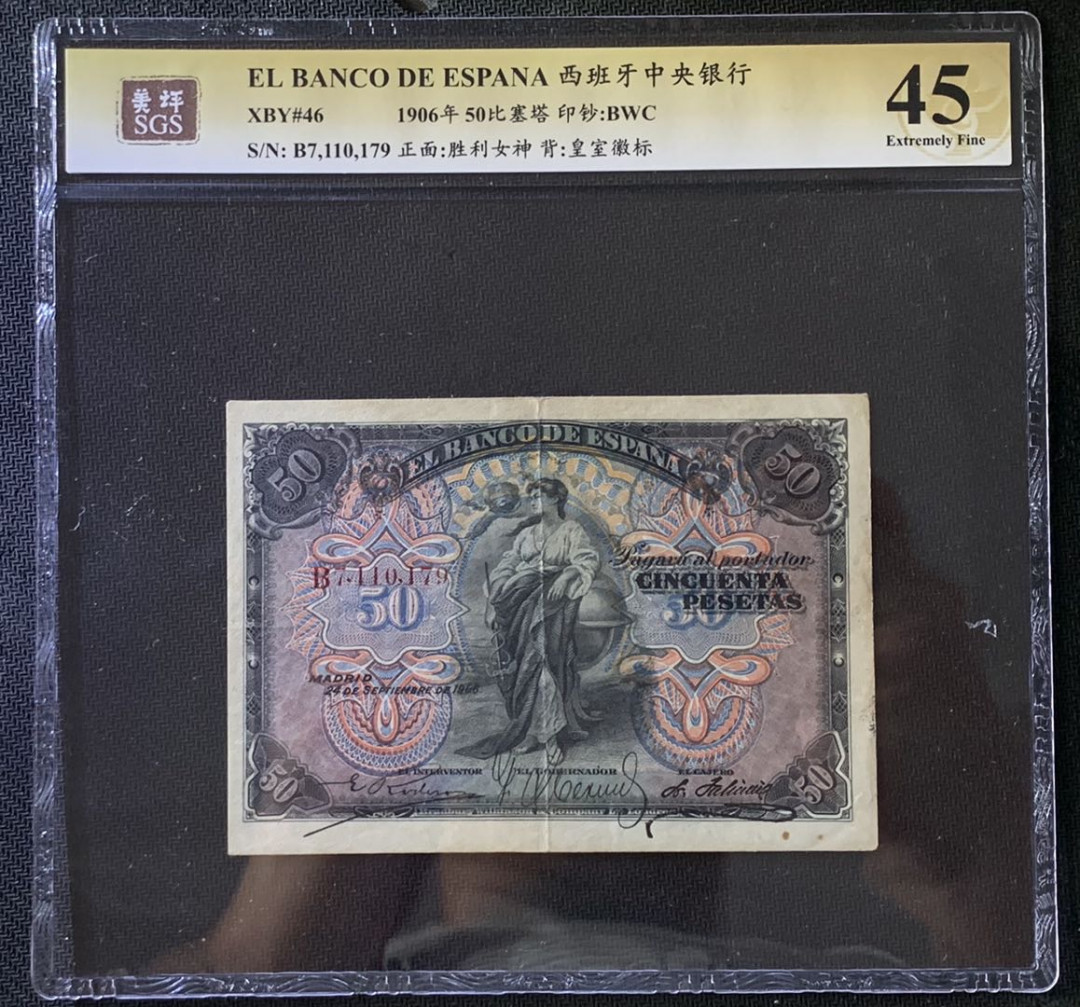 美评
SGS
EL BANCO DE ESPANA 西班牙中央银行
XBY#46 1906年 50比塞塔 印钞:BWC
S/N: B7,110,179 正面:胜利女神 背:皇室徽标
45
Extremely Fine
50 EL BANCO DE ESPAÑA 50
Pagará al portador
B7,110,179
CINCUENTA
50 PESETAS 50
MADRID
24 DE SEPTIEMBRE DE 1906
EL INTERVENTOR EL GOBERNADOR EL CAJERO
50 50